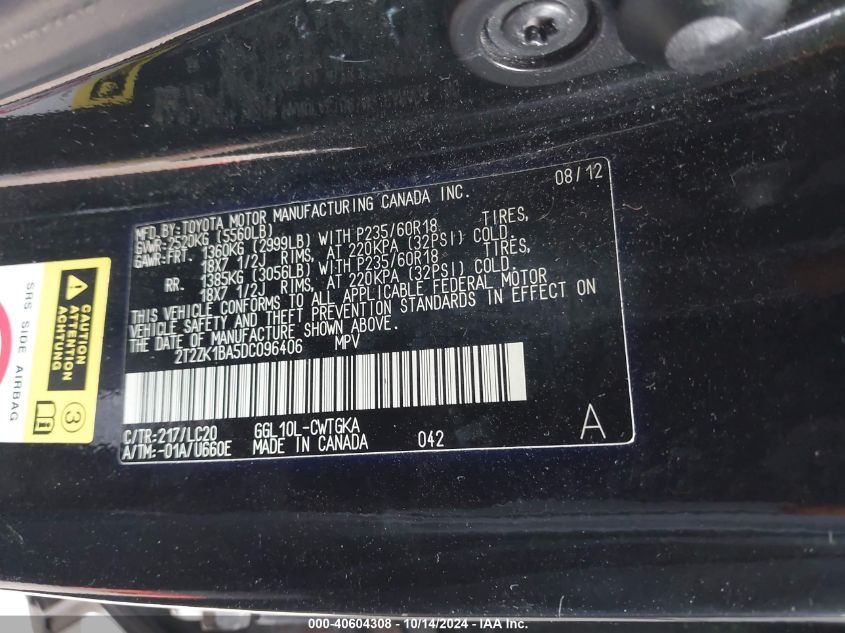 08/12
MFD. BY: TOYOTA MOTOR MANUFACTURING CANADA INC.
GVWR: 2520KG (5560LB)
GAWR: FRT. 1360KG (2999LB) WITH P235/60R18 TIRES,
18X7 1/2J RIMS, AT 220KPA (32PSI) COLD
RR. 1385KG (3056LB) WITH P235/60R18 TIRES,
18X7 1/2J RIMS, AT 220KPA (32PSI) COLD
THIS VEHICLE CONFORMS TO ALL APPLICABLE FEDERAL MOTOR
VEHICLE SAFETY AND THEFT PREVENTION STANDARDS IN EFFECT ON
THE DATE OF MANUFACTURE SHOWN ABOVE.
2T2ZK1BA5DC096406 MPV
C/TR: 217/LC20 GGL10L-CWTGKA
A/TM: -01A/U660E MADE IN CANADA 042 A
CAUTION
ATTENTION
ACHTUNG
3
SRS SIDE AIRBAG
000-40604308 - 10/14/2024 - IAA Inc.